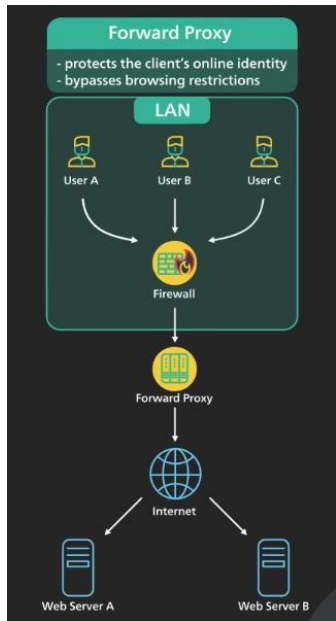 Forward Proxy
- protects the client's online identity
- bypasses browsing restrictions
LAN
User A
User B
User C
Firewall
Forward Proxy
Internet
Web Server A
Web Server B